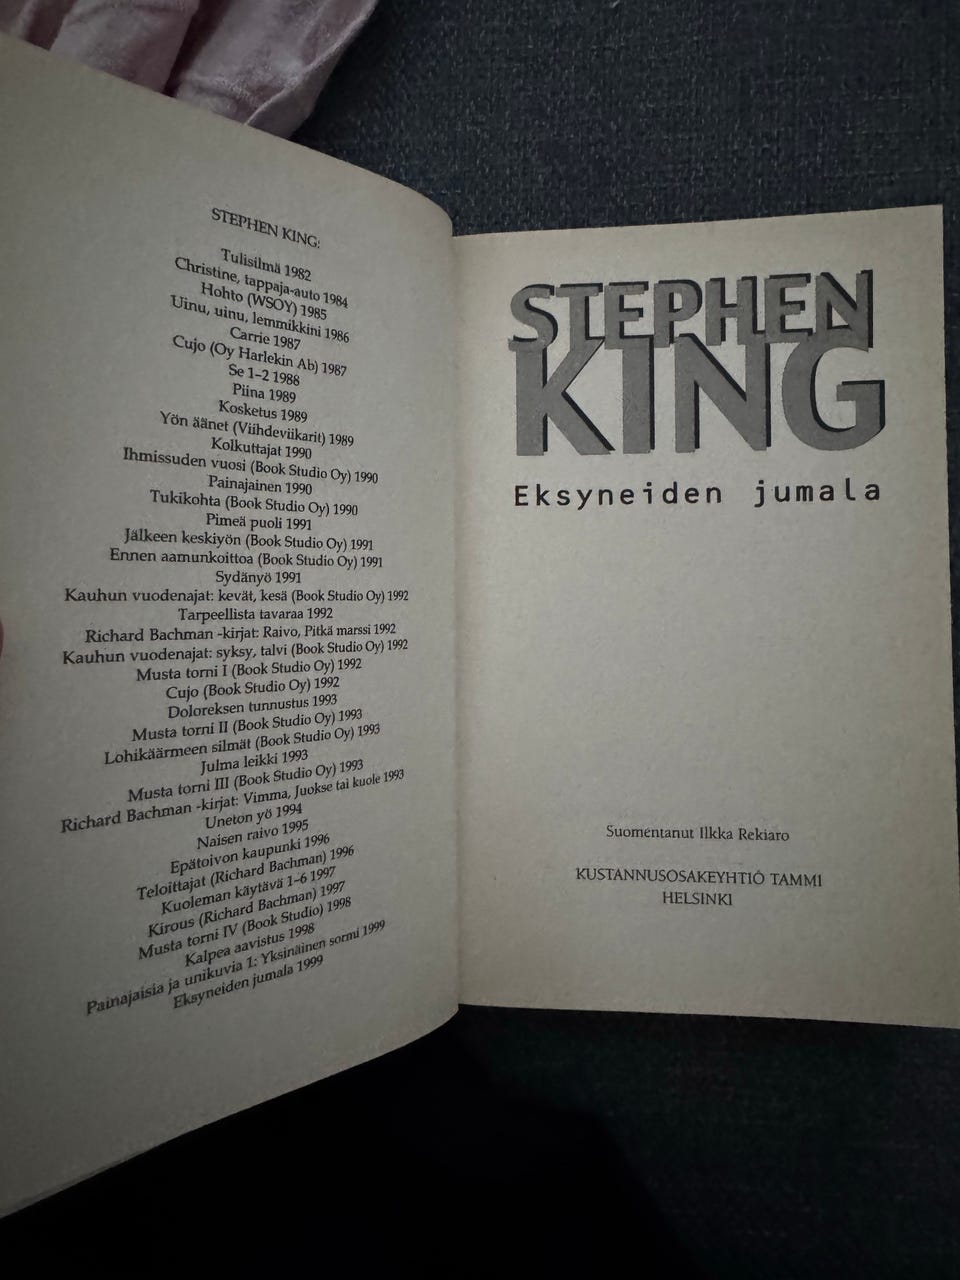 STEPHEN KING:
Tulisilmä 1982
Christine, tappaja-auto 1984
Hohto (WSOY) 1985
Uinu, uinu, lemmikkini 1986
Carrie 1987
Cujo (Oy Harlekin Ab) 1987
Se 1–2 1988
Piina 1989
Kosketus 1989
Yön äänet (Viihdeviikarit) 1989
Kolkuttajat 1990
Ihmissuden vuosi (Book Studio Oy) 1990
Painajainen 1990
Tukikohta (Book Studio Oy) 1990
Pimeä puoli 1991
Jälkeen keskiyön (Book Studio Oy) 1991
Ennen aamunkoittoa (Book Studio Oy) 1991
Sydänyö 1991
Kauhun vuodenajat: kevät, kesä (Book Studio Oy) 1992
Tarpeellista tavaraa 1992
Richard Bachman -kirjat: Raivo, Pitkä marssi 1992
Kauhun vuodenajat: syksy, talvi (Book Studio Oy) 1992
Musta torni I (Book Studio Oy) 1992
Cujo (Book Studio Oy) 1992
Doloreksen tunnustus 1993
Musta torni II (Book Studio Oy) 1993
Lohikäärmeen silmät (Book Studio Oy) 1993
Julma leikki 1993
Musta torni III (Book Studio Oy) 1993
Richard Bachman -kirjat: Vimma, Juokse tai kuole 1993
Uneton yö 1994
Naisen raivo 1995
Epätoivon kaupunki 1996
Teloittajat (Richard Bachman) 1996
Kuoleman käytävä 1–6 1997
Kirous (Richard Bachman) 1997
Musta torni IV (Book Studio) 1998
Kalpea aavistus 1998
Painajaisia ja unikuvia 1: Yksinäinen sormi 1999
Eksyneiden jumala 1999
STEPHEN
KING
Eksyneiden jumala
Suomentanut Ilkka Rekiaro
KUSTANNUSOSAKEYHTIÖ TAMMI
HELSINKI